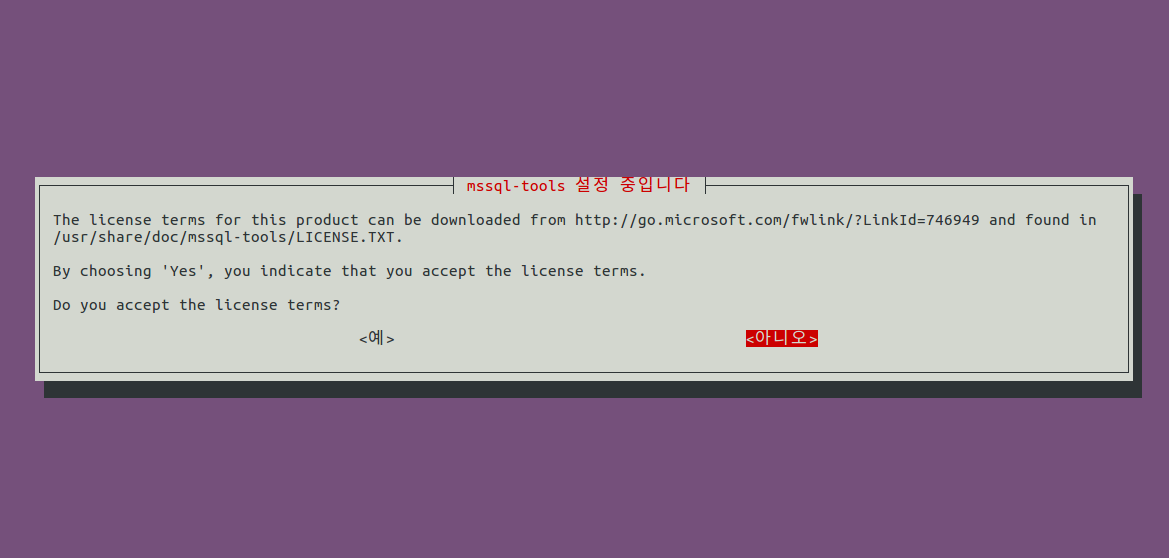 mssql-tools 설정 중입니다
The license terms for this product can be downloaded from http://go.microsoft.com/fwlink/?LinkId=746949 and found in
/usr/share/doc/mssql-tools/LICENSE.TXT.
By choosing 'Yes', you indicate that you accept the license terms.
Do you accept the license terms?
<예> <아니오>